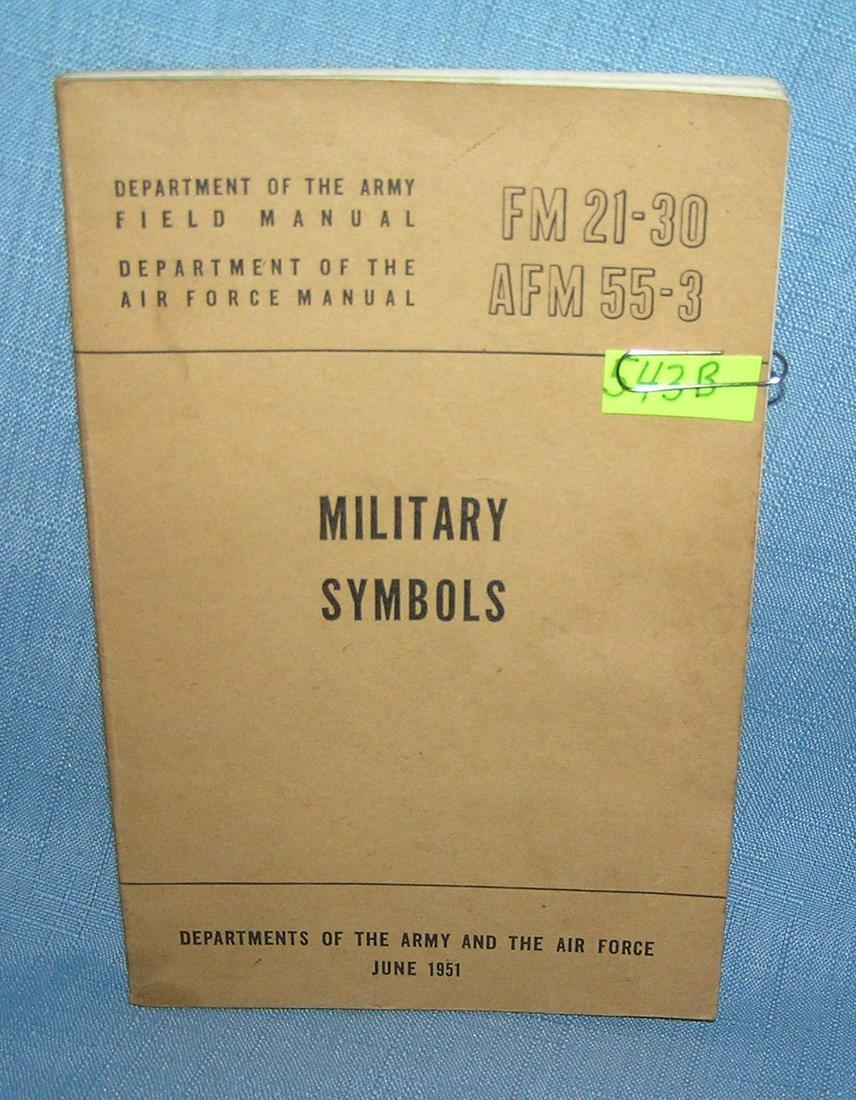 DEPARTMENT OF THE ARMY
FIELD MANUAL
DEPARTMENT OF THE
AIR FORCE MANUAL
FM 21-30
AFM 55-3
543B
MILITARY
SYMBOLS
DEPARTMENTS OF THE ARMY AND THE AIR FORCE
JUNE 1951